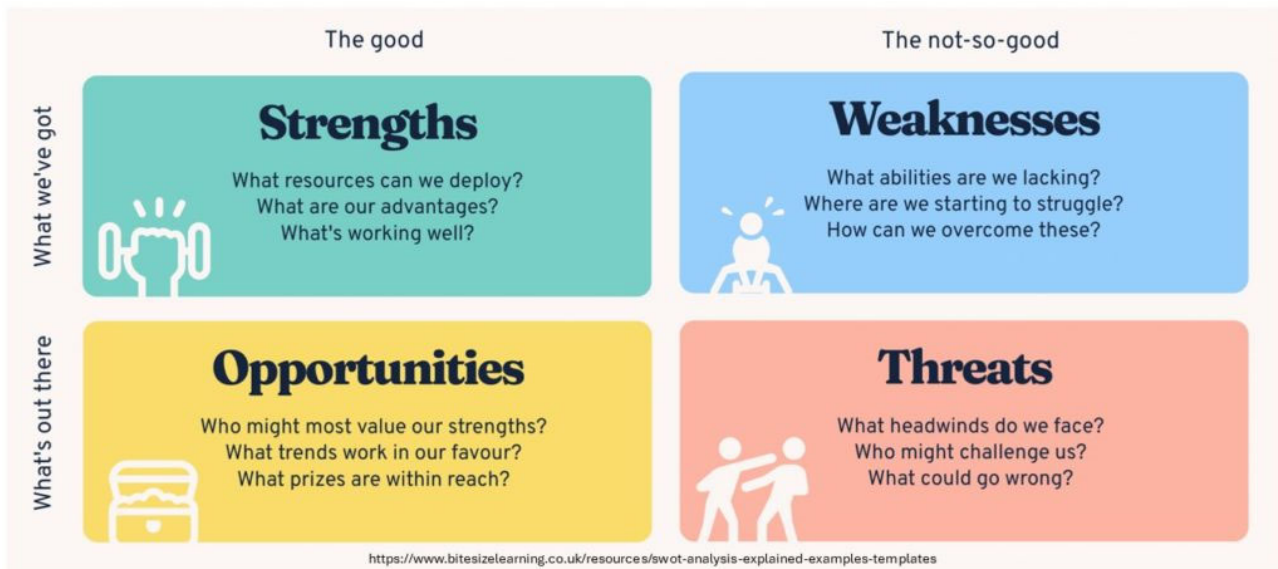 The good
The not-so-good
What we've got
Strengths
What resources can we deploy?
What are our advantages?
What's working well?
Weaknesses
What abilities are we lacking?
Where are we starting to struggle?
How can we overcome these?
What's out there
Opportunities
Who might most value our strengths?
What trends work in our favour?
What prizes are within reach?
Threats
What headwinds do we face?
Who might challenge us?
What could go wrong?
https://www.bitesizelearning.co.uk/resources/swot-analysis-explained-examples-templates